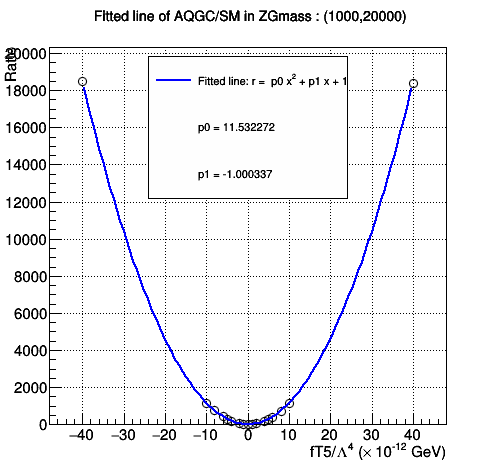 FItted line of AQGC/SM in ZGmass : (1000,20000)
Ratio
20000
18000
16000
14000
12000
10000
8000
6000
4000
2000
0
Fitted line: r = p0 x² + p1 x + 1
p0 = 11.532272
p1 = -1.000337
−40 −30 −20 −10 0 10 20 30 40
fT5/Λ⁴ (× 10⁻¹² GeV)